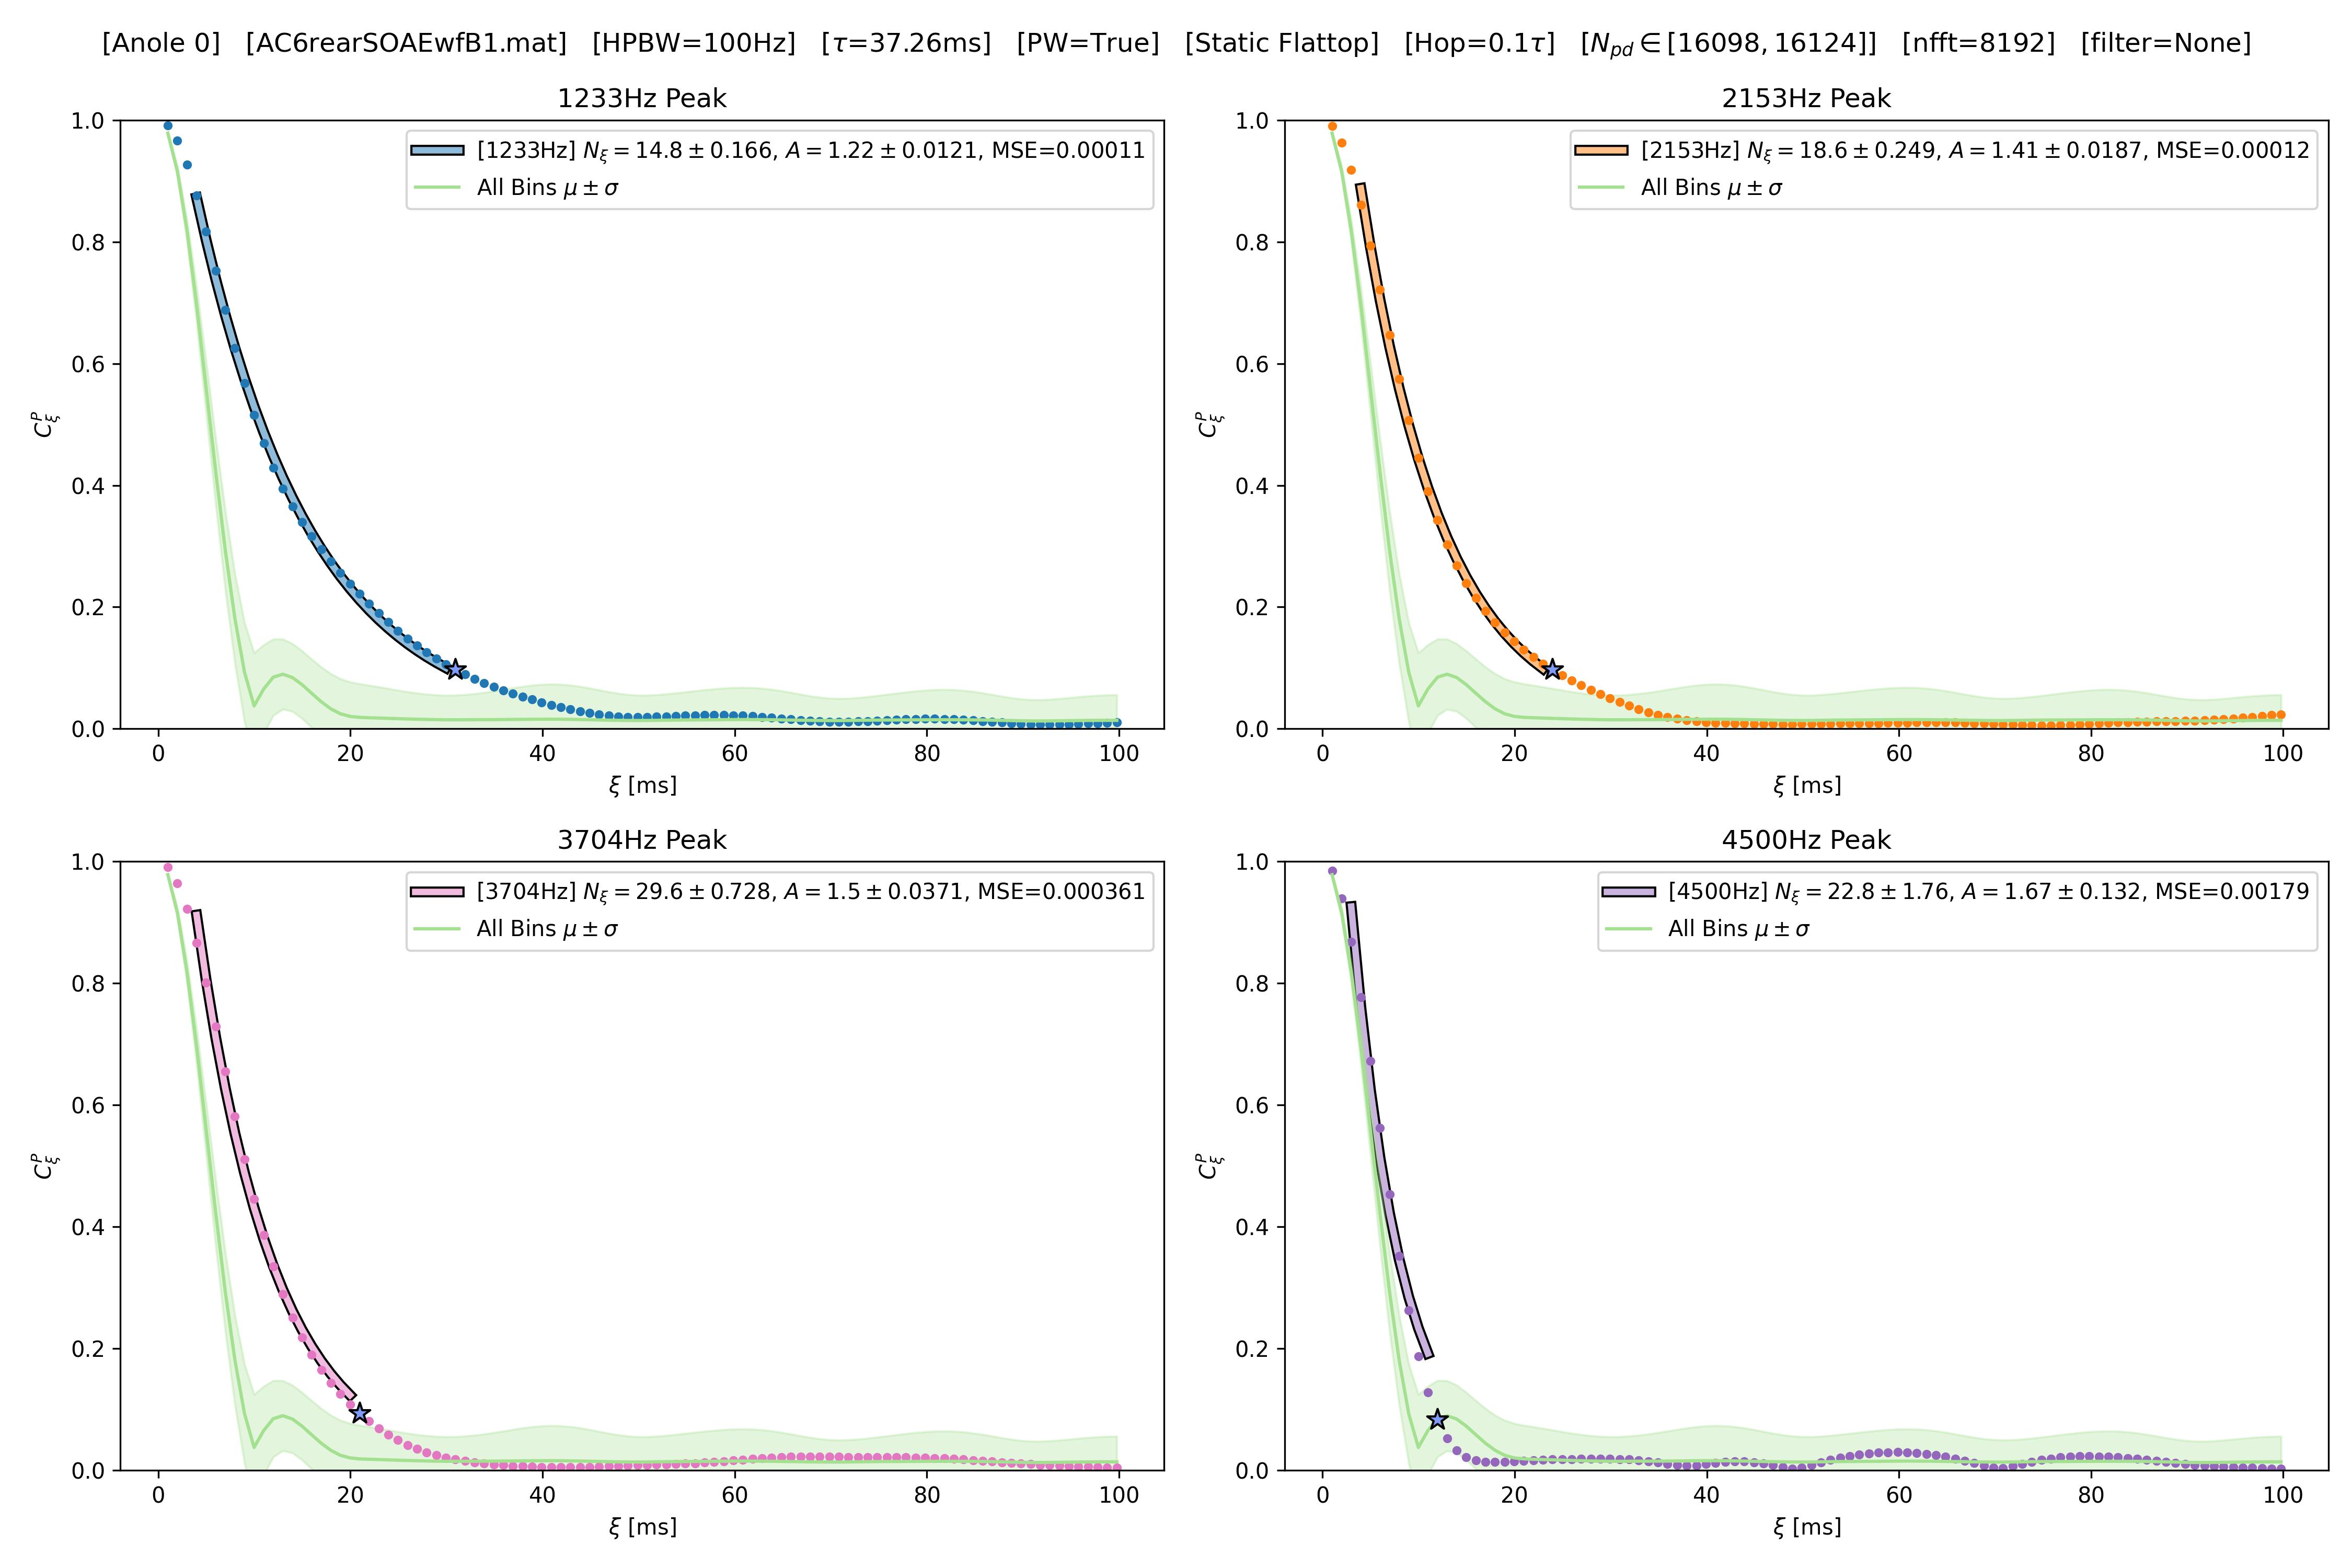 [Anole 0] [AC6rearSOAEwfB1.mat] [HPBW=100Hz] [τ=37.26ms] [PW=True] [Static Flattop] [Hop=0.1τ] [N_pd ∈ [16098, 16124]] [nfft=8192] [filter=None]
1233Hz Peak
[1233Hz] N_ξ = 14.8 ± 0.166, A = 1.22 ± 0.0121, MSE=0.00011
All Bins μ ± σ
1.0
0.8
0.6
0.4
0.2
0.0
C^P_ξ
0 20 40 60 80 100
ξ [ms]
2153Hz Peak
[2153Hz] N_ξ = 18.6 ± 0.249, A = 1.41 ± 0.0187, MSE=0.00012
All Bins μ ± σ
1.0
0.8
0.6
0.4
0.2
0.0
C^P_ξ
0 20 40 60 80 100
ξ [ms]
3704Hz Peak
[3704Hz] N_ξ = 29.6 ± 0.728, A = 1.5 ± 0.0371, MSE=0.000361
All Bins μ ± σ
1.0
0.8
0.6
0.4
0.2
0.0
C^P_ξ
0 20 40 60 80 100
ξ [ms]
4500Hz Peak
[4500Hz] N_ξ = 22.8 ± 1.76, A = 1.67 ± 0.132, MSE=0.00179
All Bins μ ± σ
1.0
0.8
0.6
0.4
0.2
0.0
C^P_ξ
0 20 40 60 80 100
ξ [ms]